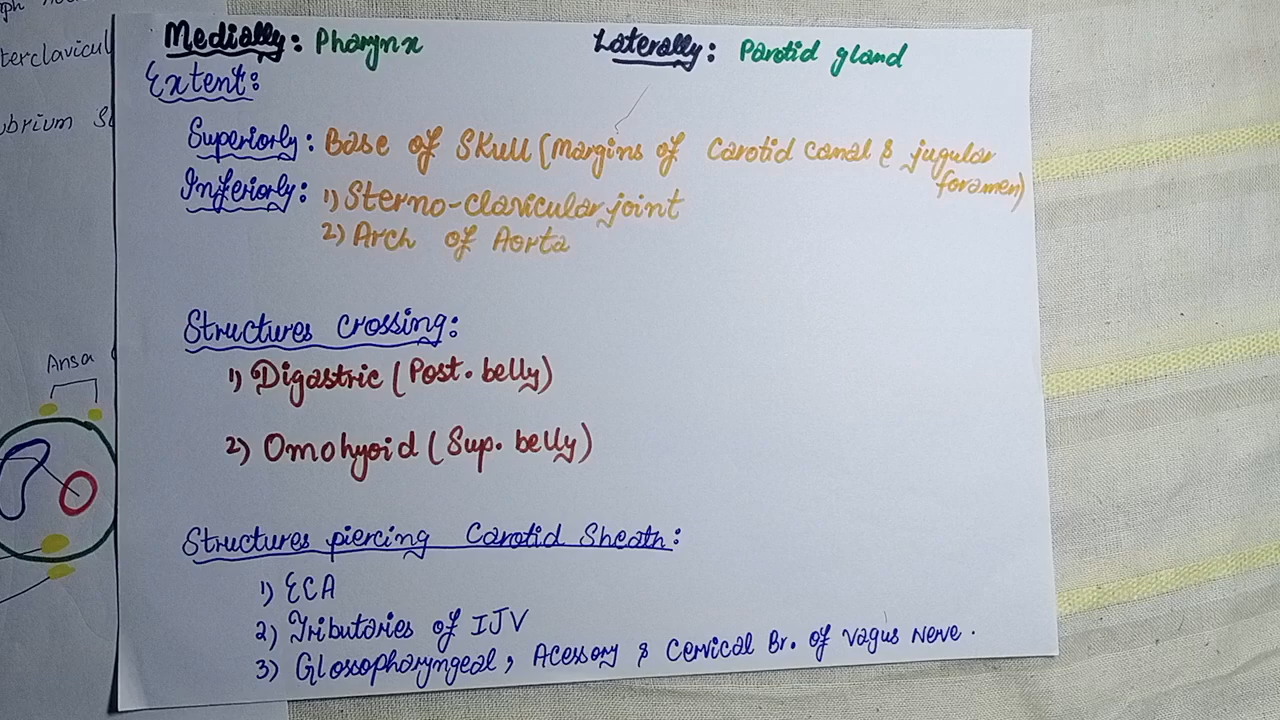 Medially: Pharynx Laterally: Parotid gland
Extent:
Superiorly: Base of Skull (Margins of Carotid canal & jugular
foramen)
Inferiorly: 1) Sterno-clavicular joint
2) Arch of Aorta
Structures crossing:
1) Digastric (Post. belly)
2) Omohyoid (Sup. belly)
Structures piercing Carotid Sheath:
1) ECA
2) Tributaries of IJV
3) Glossopharyngeal, Acessory & Cervical Br. of Vagus Nerve.
terclavicul
ubrium
Ansa